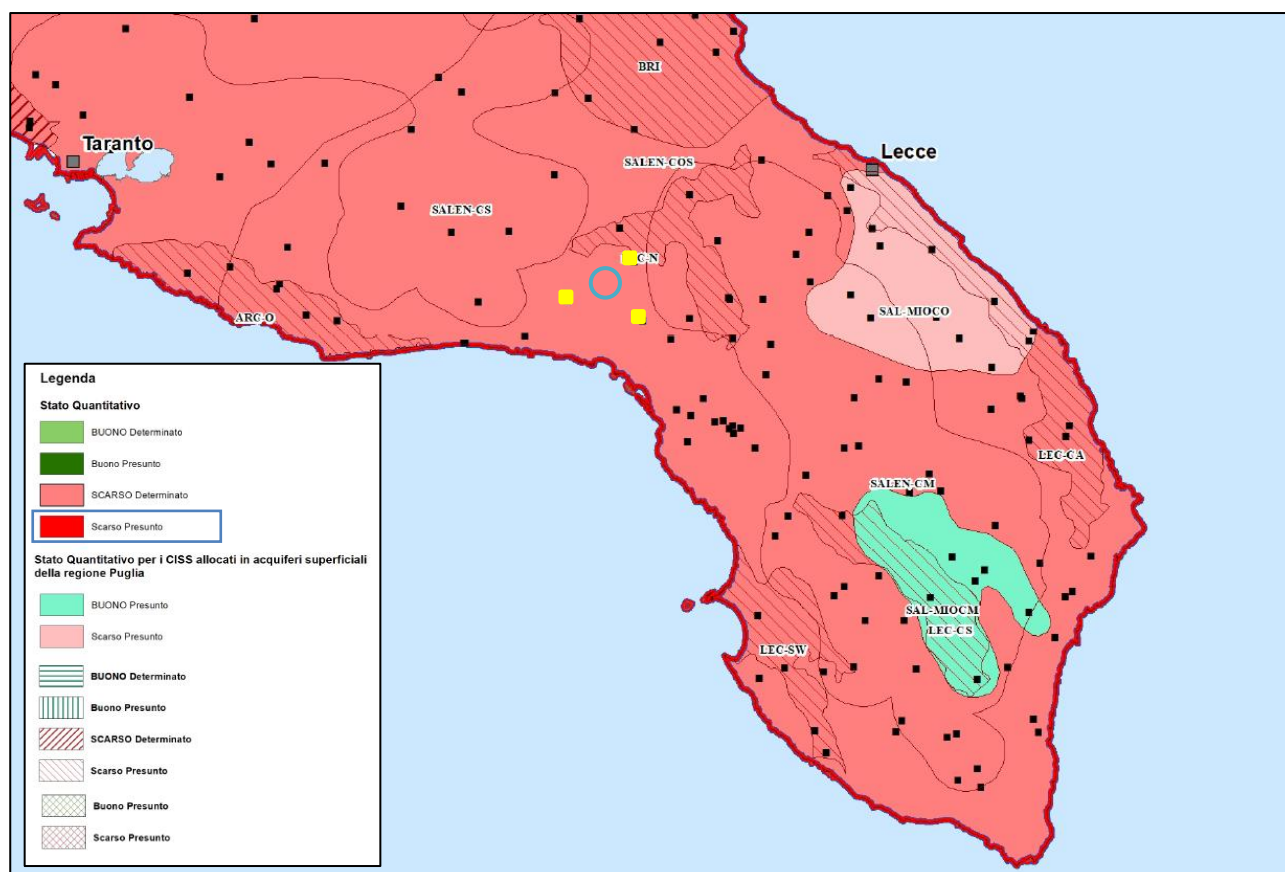 BRI
Taranto
Lecce
SALEN-COS
SALEN-CS
C-N
SAL-MIOCO
ARC-O
LEC-CA
SALEN-CM
SAL-MIOCM
LEC-CS
LEC-SW
Legenda
Stato Quantitativo
BUONO Determinato
Buono Presunto
SCARSO Determinato
Scarso Presunto
Stato Quantitativo per i CISS allocati in acquiferi superficiali
della regione Puglia
BUONO Presunto
Scarso Presunto
BUONO Determinato
Buono Presunto
SCARSO Determinato
Scarso Presunto
Buono Presunto
Scarso Presunto